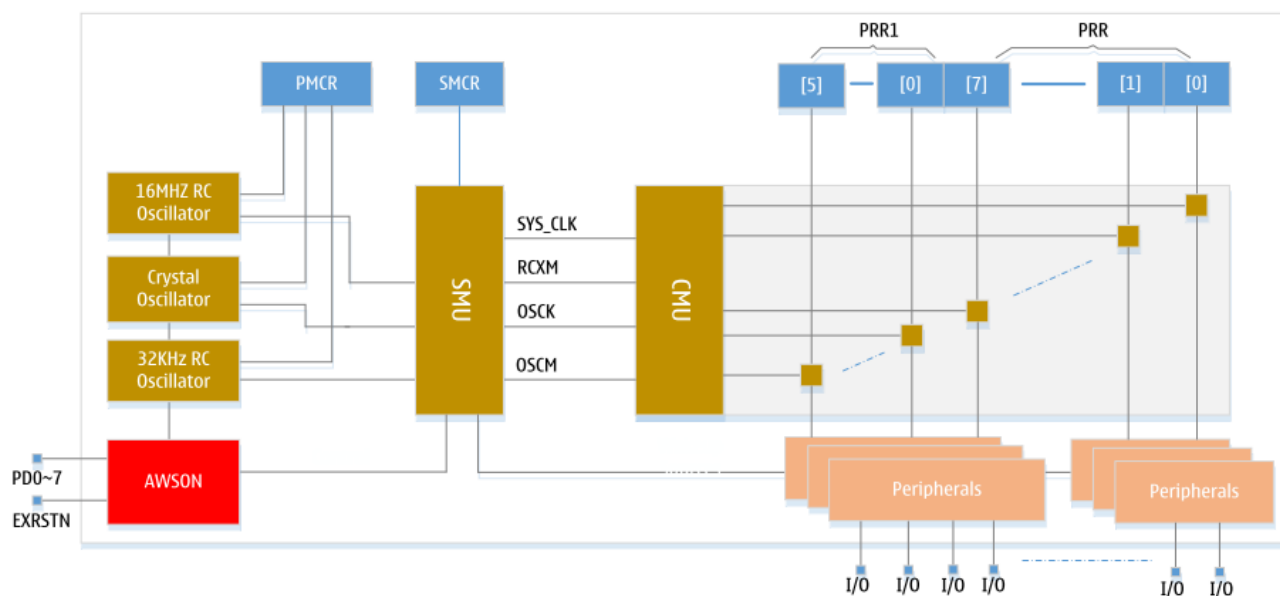 PRR1
PRR
PMCR
SMCR
[5]
[0]
[7]
[1]
[0]
16MHZ RC
Oscillator
Crystal
Oscillator
32KHz RC
Oscillator
SMU
SYS_CLK
RCXM
OSCK
OSCM
CMU
AWSON
PD0~7
EXRSTN
Peripherals
Peripherals
I/O
I/O
I/O
I/O
I/O
I/O